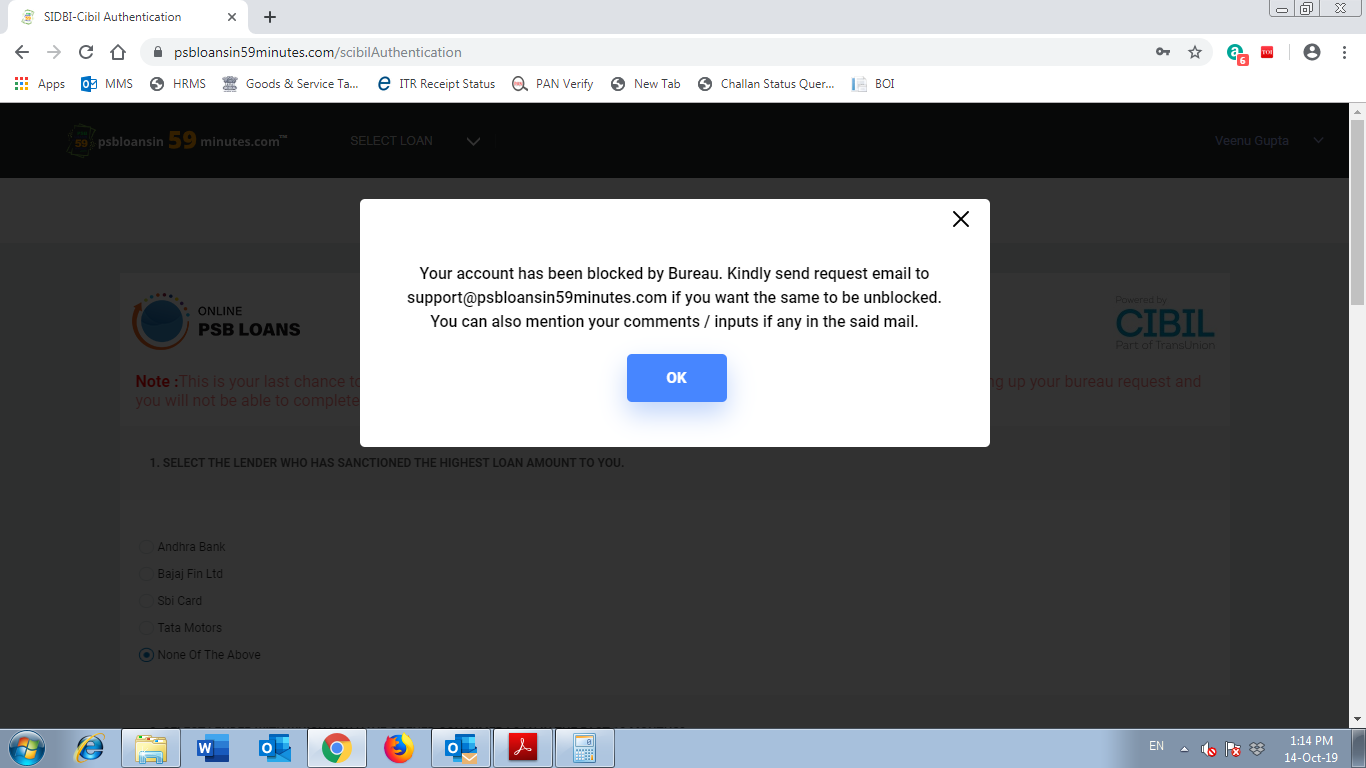 SIDBI-Cibil Authentication
psbloansin59minutes.com/scibilAuthentication
6
TOI
Apps
MMS
HRMS
Goods & Service Ta...
ITR Receipt Status
PAN Verify
New Tab
Challan Status Quer...
BOI
59 psbloansin 59 minutes.com™
SELECT LOAN
Veenu Gupta
Your account has been blocked by Bureau. Kindly send request email to
support@psbloansin59minutes.com if you want the same to be unblocked.
You can also mention your comments / inputs if any in the said mail.
OK
ONLINE
PSB LOANS
Powered by
CIBIL
Part of TransUnion
Note :This is your last chance to
ng up your bureau request and
you will not be able to complete
1. SELECT THE LENDER WHO HAS SANCTIONED THE HIGHEST LOAN AMOUNT TO YOU.
Andhra Bank
Bajaj Fin Ltd
Sbi Card
Tata Motors
None Of The Above
EN
1:14 PM
14-Oct-19